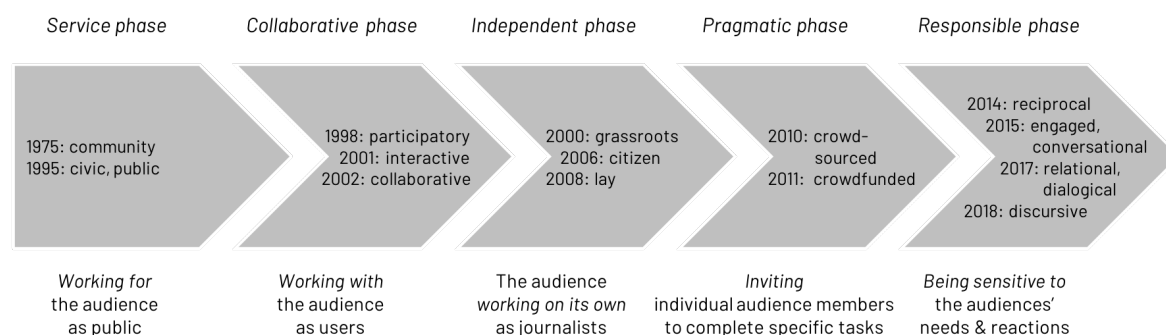 Service phase
Collaborative phase
Independent phase
Pragmatic phase
Responsible phase
1975: community
1995: civic, public
1998: participatory
2001: interactive
2002: collaborative
2000: grassroots
2006: citizen
2008: lay
2010: crowd-
sourced
2011: crowdfunded
2014: reciprocal
2015: engaged,
conversational
2017: relational,
dialogical
2018: discursive
Working for
the audience
as public
Working with
the audience
as users
The audience
working on its own
as journalists
Inviting
individual audience members
to complete specific tasks
Being sensitive to
the audiences’
needs & reactions